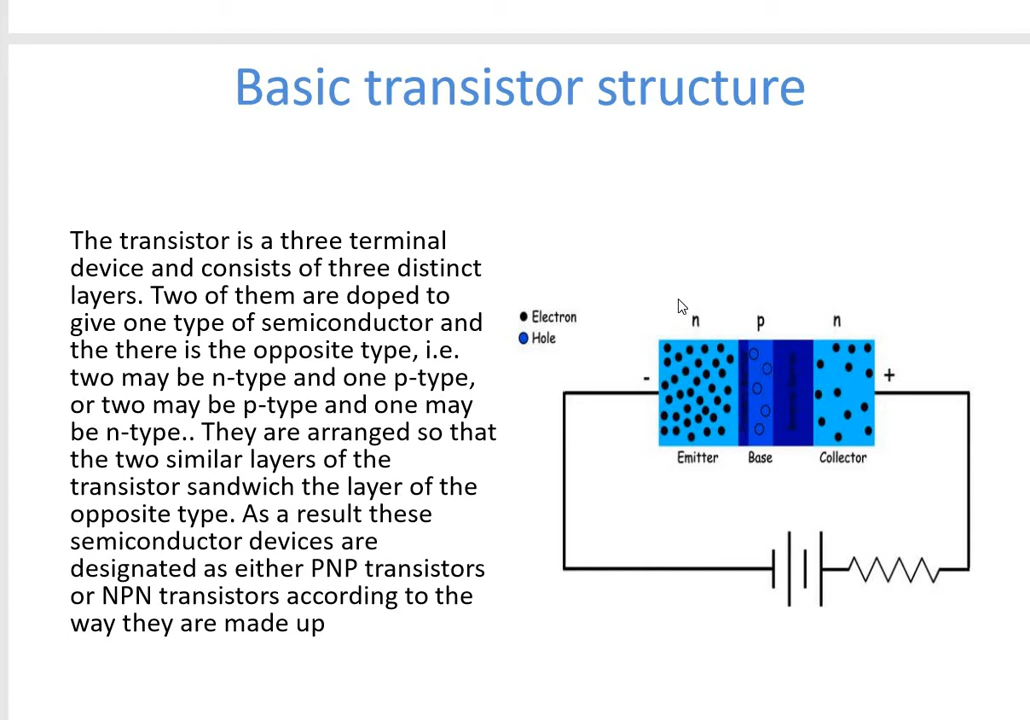 Basic transistor structure
The transistor is a three terminal
device and consists of three distinct
layers. Two of them are doped to
give one type of semiconductor and
the there is the opposite type, i.e.
two may be n-type and one p-type,
or two may be p-type and one may
be n-type.. They are arranged so that
the two similar layers of the
transistor sandwich the layer of the
opposite type. As a result these
semiconductor devices are
designated as either PNP transistors
or NPN transistors according to the
way they are made up
Electron
Hole
n p n
- +
Emitter Base Collector